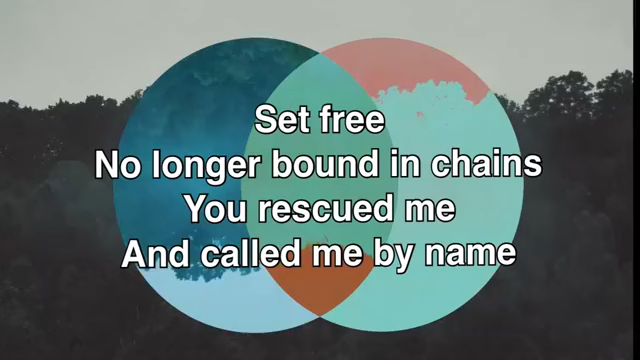 Set free
No longer bound in chains
You rescued me
And called me by name